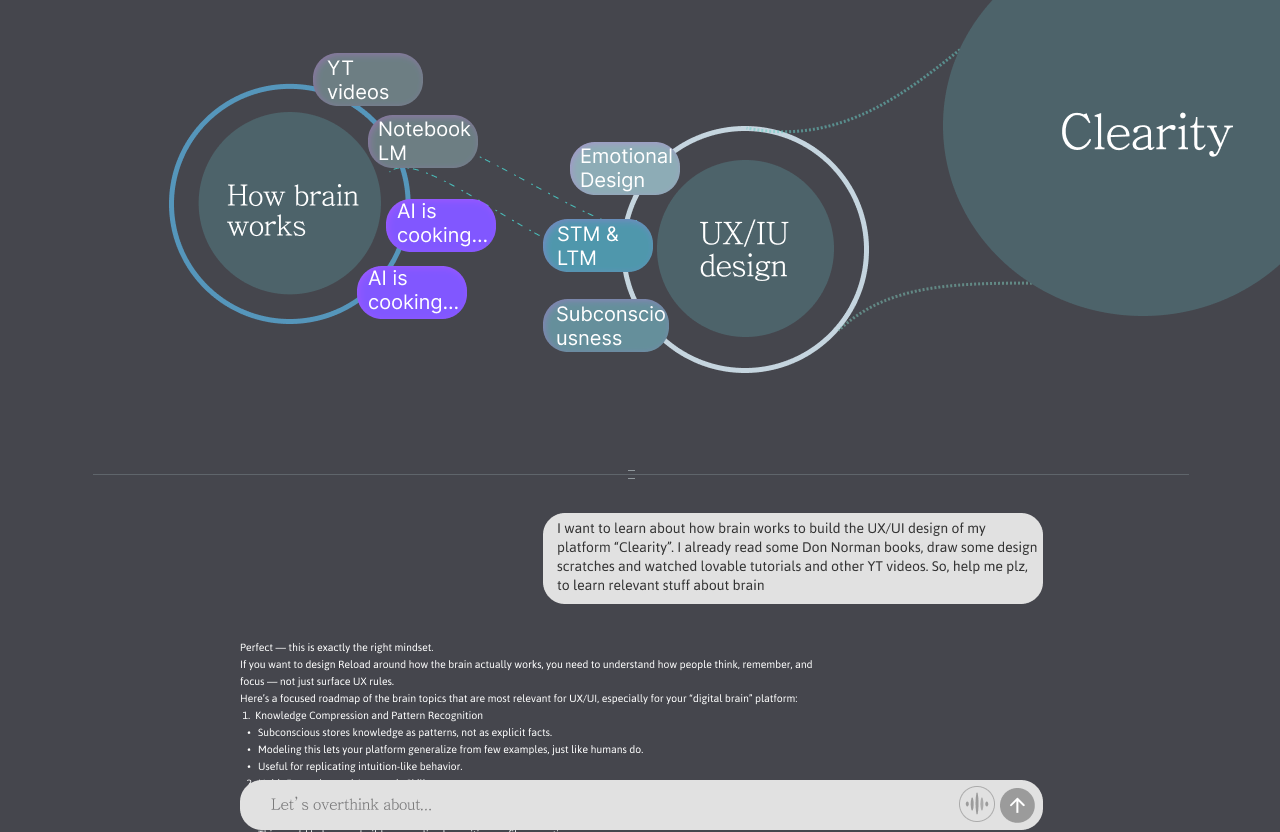 YT
videos
Notebook
LM
How brain
works
AI is
cooking...
AI is
cooking...
Emotional
Design
STM &
LTM
Subconscio
usness
UX/IU
design
Clearity
I want to learn about how brain works to build the UX/UI design of my
platform “Clearity”. I already read some Don Norman books, draw some design
scratches and watched lovable tutorials and other YT videos. So, help me plz,
to learn relevant stuff about brain
Perfect — this is exactly the right mindset.
If you want to design Reload around how the brain actually works, you need to understand how people think, remember, and
focus — not just surface UX rules.
Here’s a focused roadmap of the brain topics that are most relevant for UX/UI, especially for your “digital brain” platform:
1. Knowledge Compression and Pattern Recognition
• Subconscious stores knowledge as patterns, not as explicit facts.
• Modeling this lets your platform generalize from few examples, just like humans do.
• Useful for replicating intuition-like behavior.
Let’s overthink about...